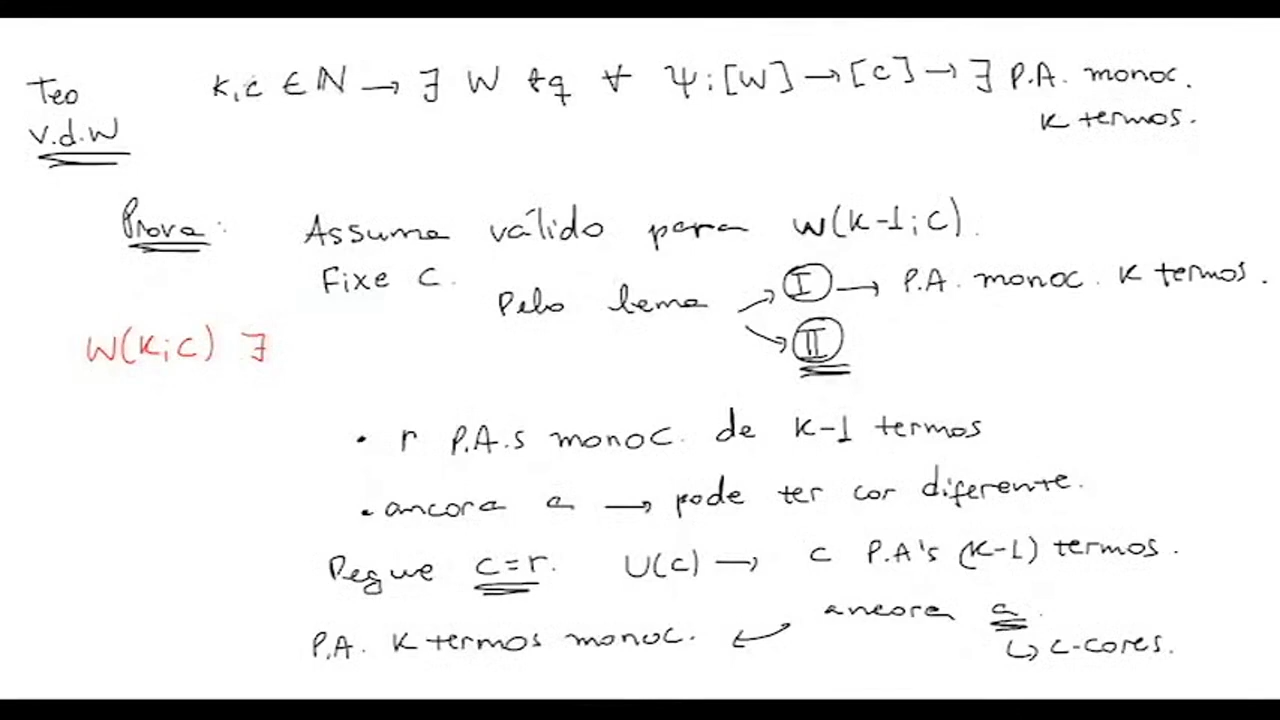 Teo k,c ∈ ℕ → ∃ W tq ∀ Ψ:[W] → [c] → ∃ P.A. monoc.
V.d.W k termos.
Prova: Assuma válido para W(k-1;c).
Fixe C. Pelo lema → I → P.A. monoc. k termos.
→ II
W(k;c) ∃
• r P.A.s monoc. de k-1 termos
• ancora a → pode ter cor diferente.
Pegue c=r. U(c) → c P.A's (k-1) termos.
ancora a.
P.A. k termos monoc. ← ↳ c-cores.